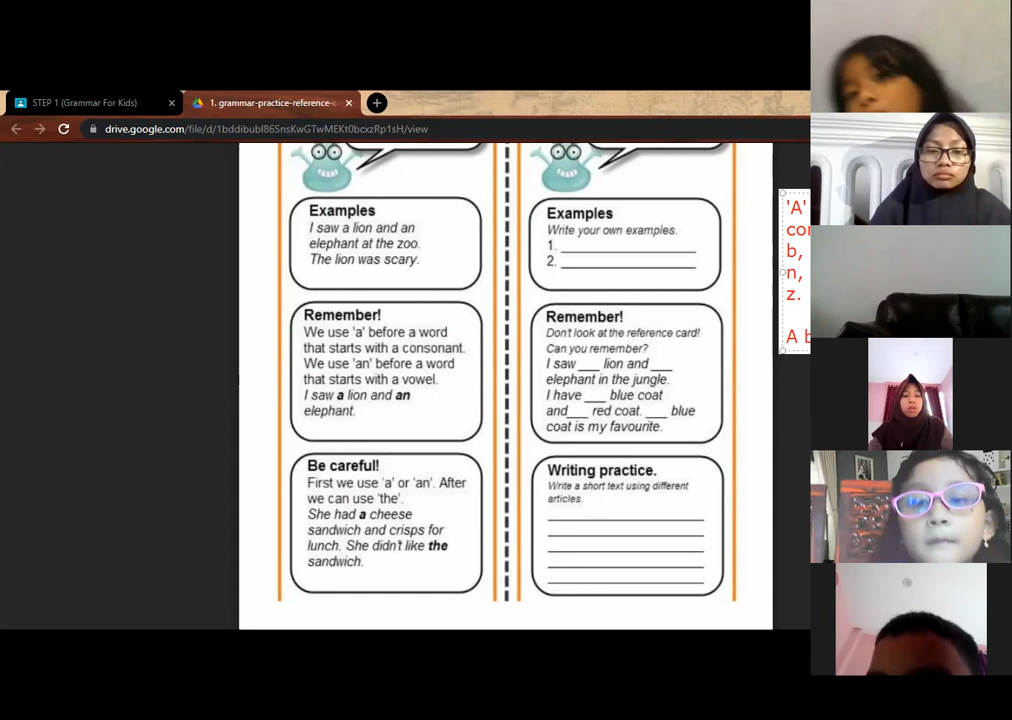 STEP 1 (Grammar For Kids)
1. grammar-practice-reference-c
drive.google.com/file/d/1bddibubl86SnsKwGTwMEKt0bcxzRp1sH/view
Examples
I saw a lion and an
elephant at the zoo.
The lion was scary.
Remember!
We use 'a' before a word
that starts with a consonant.
We use 'an' before a word
that starts with a vowel.
I saw a lion and an
elephant.
Be careful!
First we use 'a' or 'an'. After
we can use 'the'.
She had a cheese
sandwich and crisps for
lunch. She didn't like the
sandwich.
Examples
Write your own examples.
1. ____________________
2. ____________________
Remember!
Don't look at the reference card!
Can you remember?
I saw ___ lion and ___
elephant in the jungle.
I have ___ blue coat
and___ red coat. ___ blue
coat is my favourite.
Writing practice.
Write a short text using different
articles.
'A'
con
b,
n,
z.
A b